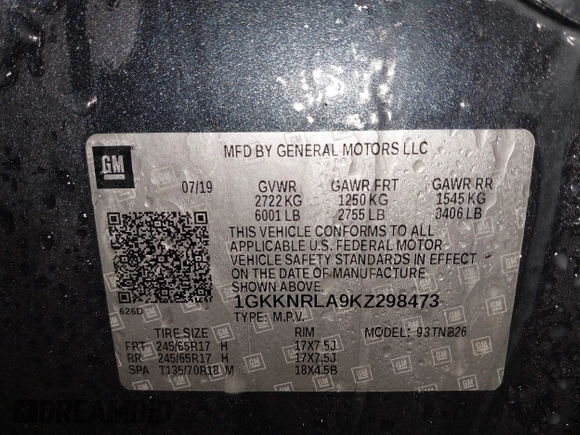 GM
MFD BY GENERAL MOTORS LLC
07/19 GVWR GAWR FRT GAWR RR
2722 KG 1250 KG 1545 KG
6001 LB 2755 LB 3406 LB
THIS VEHICLE CONFORMS TO ALL
APPLICABLE U.S. FEDERAL MOTOR
VEHICLE SAFETY STANDARDS IN EFFECT
ON THE DATE OF MANUFACTURE
SHOWN ABOVE.
626D
1GKKNRLA9KZ298473
TYPE: M.P.V.
TIRE SIZE RIM MODEL: 93TNB26
FRT 245/65R17 H 17X7.5J
RR 245/65R17 H 17X7.5J
SPA T135/70R18 M 18X4.5B
DREAMBID